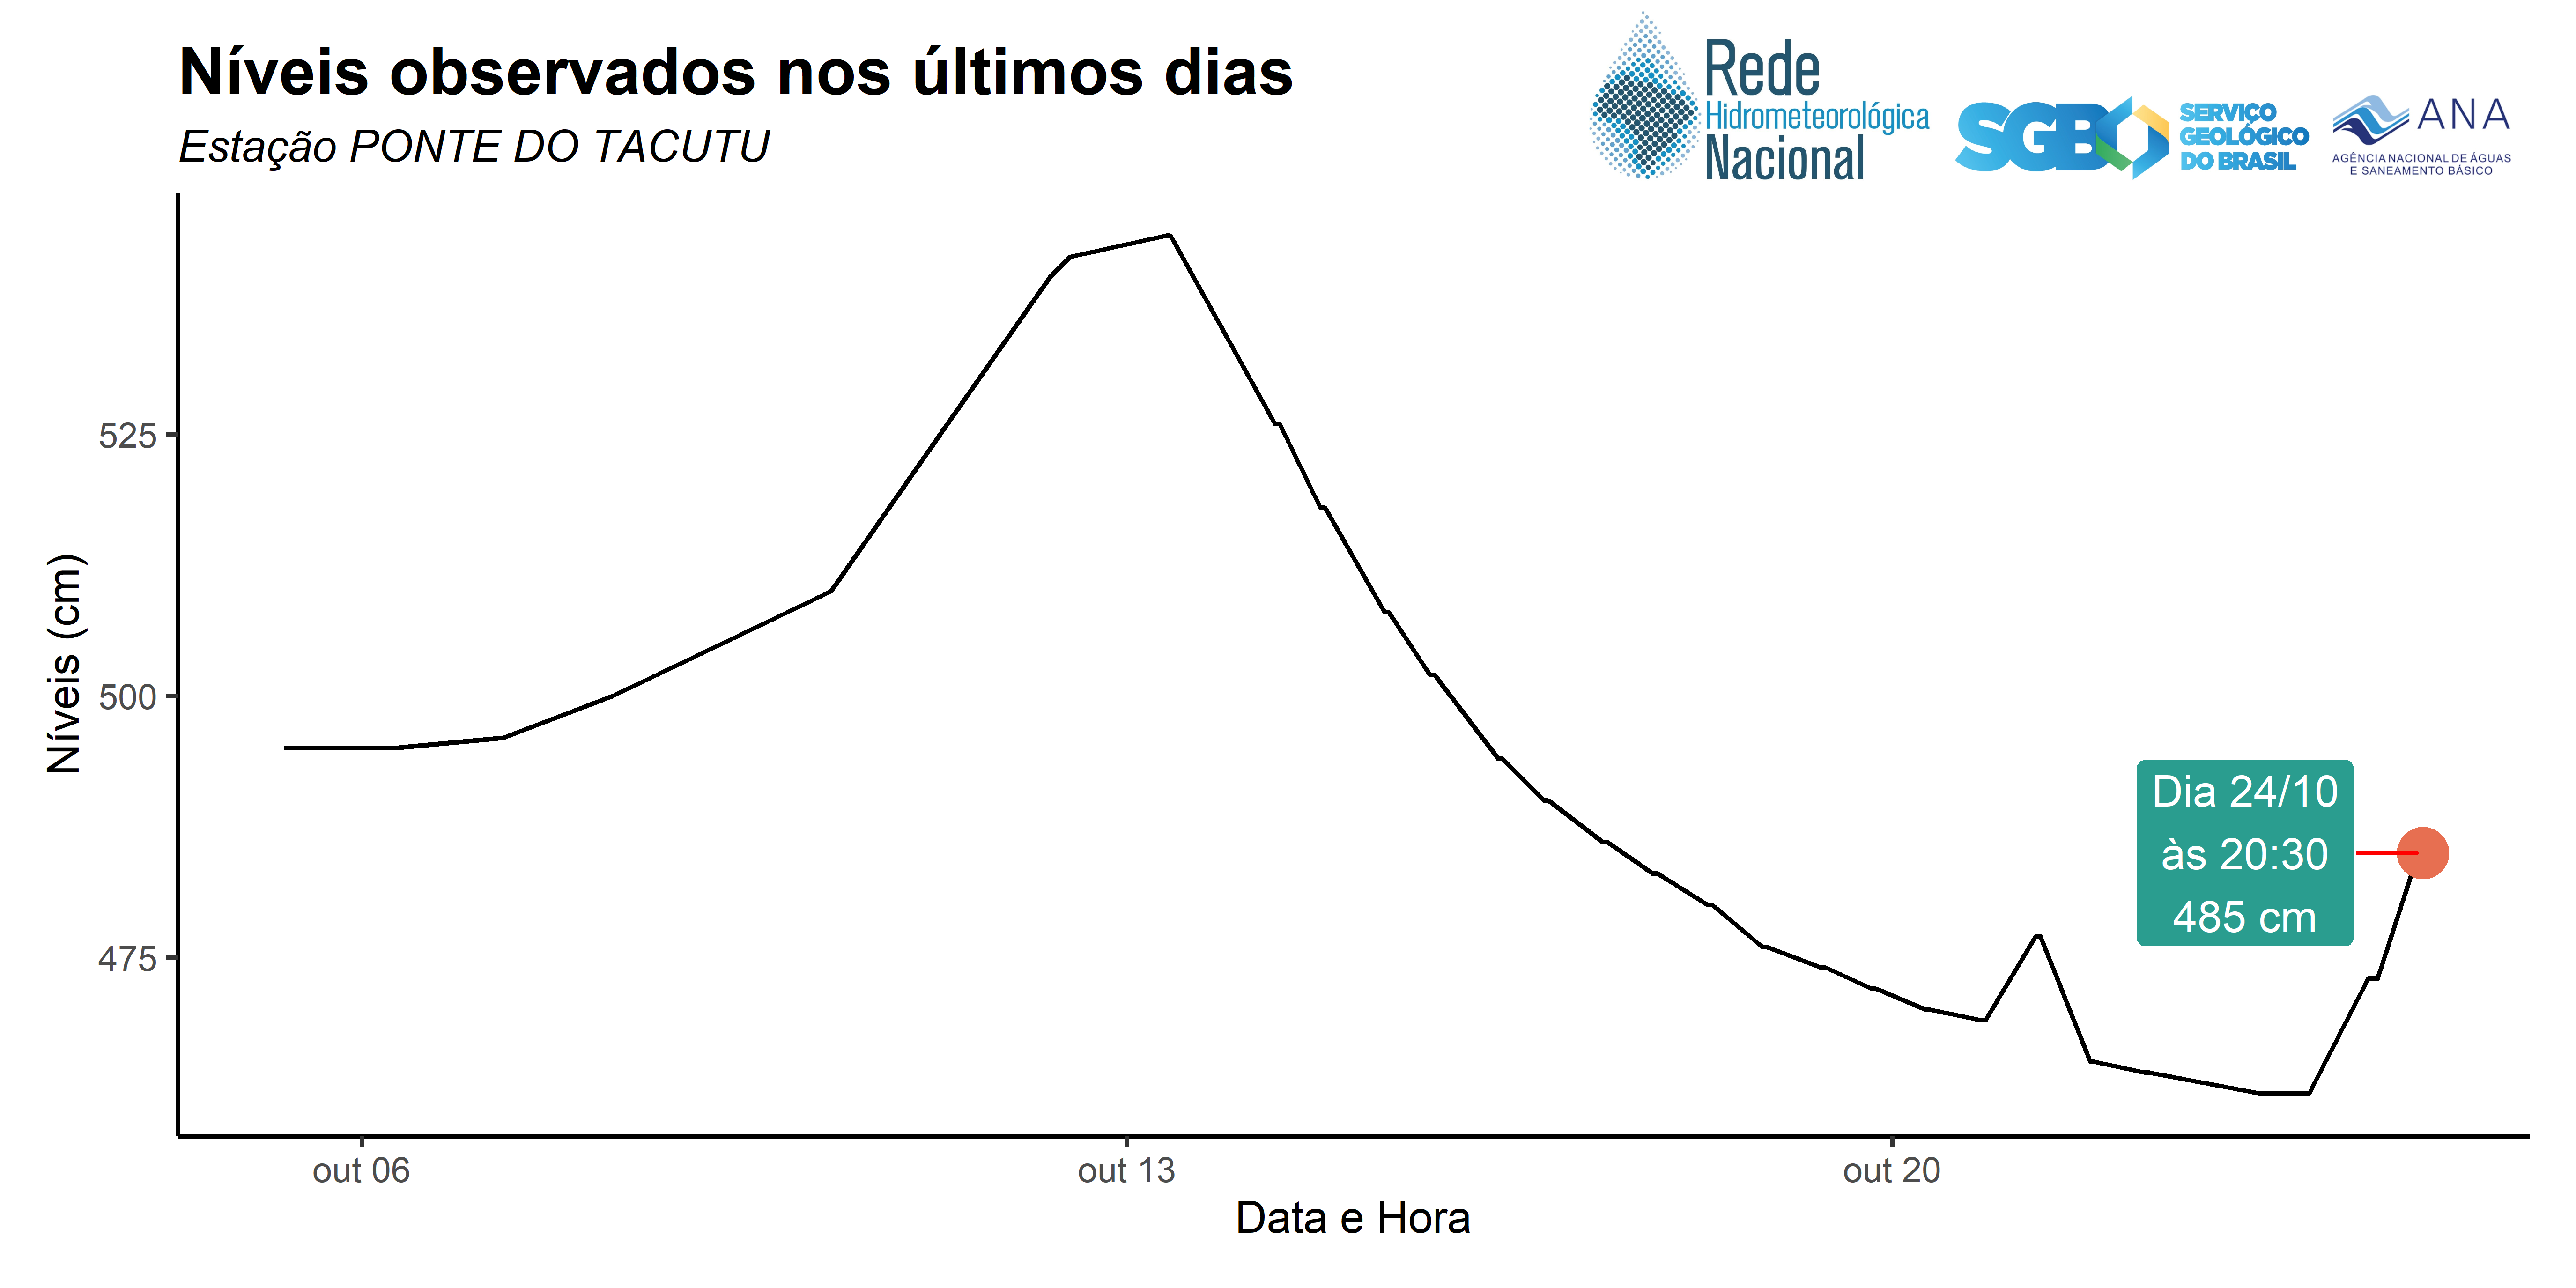 Níveis observados nos últimos dias
Estação PONTE DO TACUTU
Rede
Hidrometeorológica
Nacional
SGB
SERVIÇO
GEOLÓGICO
DO BRASIL
ANA
AGÊNCIA NACIONAL DE ÁGUAS
E SANEAMENTO BÁSICO
Níveis (cm)
525
500
475
Dia 24/10
às 20:30
485 cm
out 06
out 13
out 20
Data e Hora